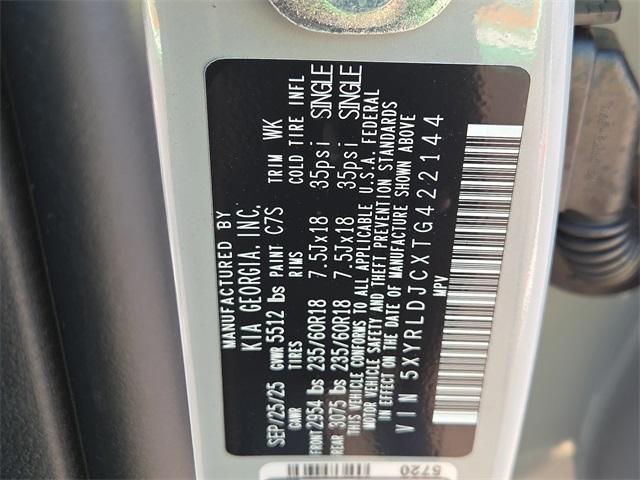 MANUFACTURED BY
KIA GEORGIA, INC.
SEP/25/25 GVWR 5512 lbs PAINT C7S TRIM WK
GAWR TIRES RIMS COLD TIRE INFL
FRONT 2954 lbs 235/60R18 7.5Jx18 35psi SINGLE
REAR 3075 lbs 235/60R18 7.5Jx18 35psi SINGLE
THIS VEHICLE CONFORMS TO ALL APPLICABLE U.S.A. FEDERAL
MOTOR VEHICLE SAFETY AND THEFT PREVENTION STANDARDS
IN EFFECT ON THE DATE OF MANUFACTURE SHOWN ABOVE
VIN 5XYRLDJCXTG422144
MPV
5720